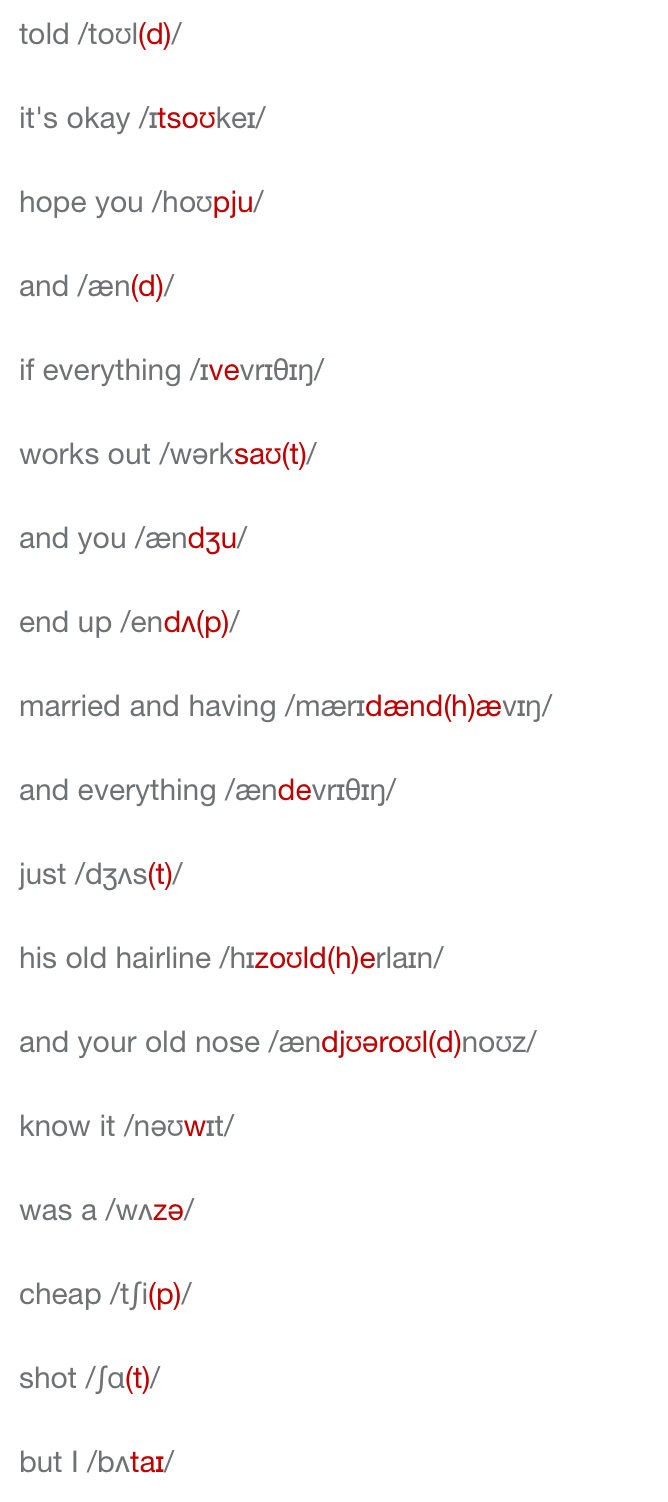 told /toʊl(d)/
it's okay /ɪtsoʊkeɪ/
hope you /hoʊpju/
and /æn(d)/
if everything /ɪvevrɪθɪŋ/
works out /wərksaʊ(t)/
and you /ændʒu/
end up /endʌ(p)/
married and having /mærɪdænd(h)ævɪŋ/
and everything /ændevrɪθɪŋ/
just /dʒʌs(t)/
his old hairline /hɪzoʊld(h)erlaɪn/
and your old nose /ændjʊəroʊl(d)noʊz/
know it /nəʊwɪt/
was a /wʌzə/
cheap /tʃi(p)/
shot /ʃɑ(t)/
but I /bʌtaɪ/